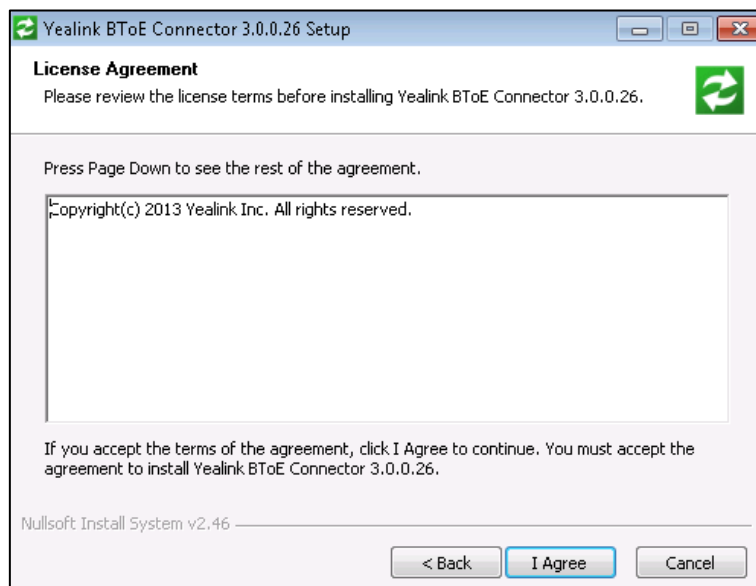 Yealink BToE Connector 3.0.0.26 Setup
License Agreement
Please review the license terms before installing Yealink BToE Connector 3.0.0.26.
Press Page Down to see the rest of the agreement.
Copyright(c) 2013 Yealink Inc. All rights reserved.
If you accept the terms of the agreement, click I Agree to continue. You must accept the
agreement to install Yealink BToE Connector 3.0.0.26.
Nullsoft Install System v2.46
< Back I Agree Cancel